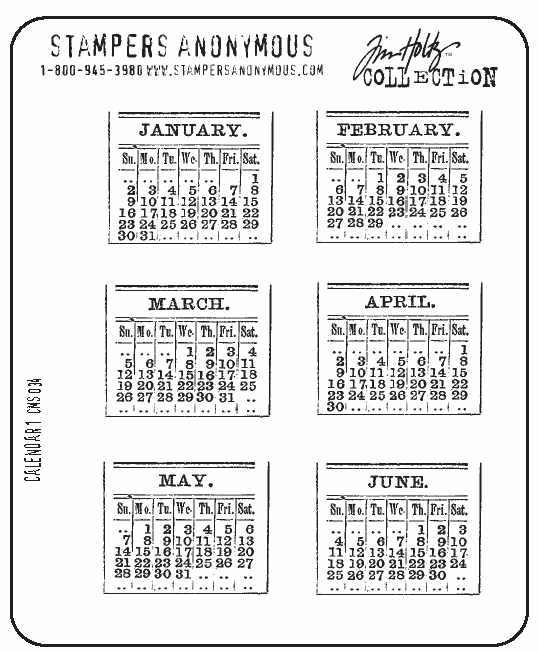 STAMPERS ANONYMOUS
1-800-945-3980 WWW.STAMPERSANONYMOUS.COM
Tim Holtz
COLLECTION
JANUARY.
Su. Mo. Tu. We. Th. Fri. Sat.
.. .. .. .. .. .. 1
2 3 4 5 6 7 8
9 10 11 12 13 14 15
16 17 18 19 20 21 22
23 24 25 26 27 28 29
30 31 .. .. .. .. ..
FEBRUARY.
Su. Mo. Tu. We. Th. Fri. Sat.
.. .. 1 2 3 4 5
6 7 8 9 10 11 12
13 14 15 16 17 18 19
20 21 22 23 24 25 26
27 28 29 .. .. .. ..
.. .. .. .. .. .. ..
MARCH.
Su. Mo. Tu. We. Th. Fri. Sat.
.. .. .. 1 2 3 4
5 6 7 8 9 10 11
12 13 14 15 16 17 18
19 20 21 22 23 24 25
26 27 28 29 30 31 ..
.. .. .. .. .. .. ..
APRIL.
Su. Mo. Tu. We. Th. Fri. Sat.
.. .. .. .. .. .. 1
2 3 4 5 6 7 8
9 10 11 12 13 14 15
16 17 18 19 20 21 22
23 24 25 26 27 28 29
30 .. .. .. .. .. ..
CALENDAR 1 CMS 034
MAY.
Su. Mo. Tu. We. Th. Fri. Sat.
.. 1 2 3 4 5 6
7 8 9 10 11 12 13
14 15 16 17 18 19 20
21 22 23 24 25 26 27
28 29 30 31 .. .. ..
.. .. .. .. .. .. ..
JUNE.
Su. Mo. Tu. We. Th. Fri. Sat.
.. .. .. .. 1 2 3
4 5 6 7 8 9 10
11 12 13 14 15 16 17
18 19 20 21 22 23 24
25 26 27 28 29 30 ..
.. .. .. .. .. .. ..